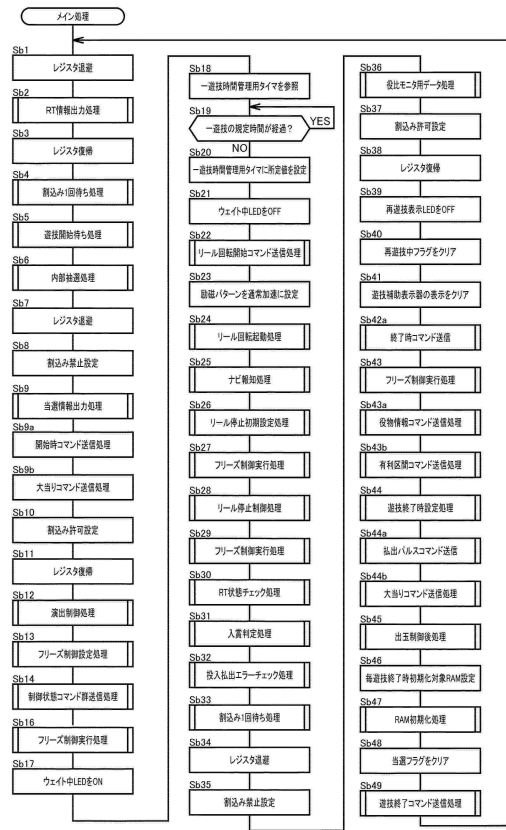 メイン処理
Sb1
レジスタ退避
Sb2
RT情報出力処理
Sb3
レジスタ復帰
Sb4
割込み1回待ち処理
Sb5
遊技開始待ち処理
Sb6
内部抽選処理
Sb7
レジスタ退避
Sb8
割込み禁止設定
Sb9
当選情報出力処理
Sb9a
開始時コマンド送信処理
Sb9b
大当りコマンド送信処理
Sb10
割込み許可設定
Sb11
レジスタ復帰
Sb12
演出制御処理
Sb13
フリーズ制御設定処理
Sb14
制御状態コマンド群送信処理
Sb16
フリーズ制御実行処理
Sb17
ウェイト中LEDをON
Sb18
一遊技時間管理用タイマを参照
Sb19
一遊技の規定時間が経過？
YES
NO
Sb20
一遊技時間管理用タイマに所定値を設定
Sb21
ウェイト中LEDをOFF
Sb22
リール回転開始コマンド送信処理
Sb23
励磁パターンを通常加速に設定
Sb24
リール回転起動処理
Sb25
ナビ報知処理
Sb26
リール停止初期設定処理
Sb27
フリーズ制御実行処理
Sb28
リール停止制御処理
Sb29
フリーズ制御実行処理
Sb30
RT状態チェック処理
Sb31
入賞判定処理
Sb32
投入払出エラーチェック処理
Sb33
割込み1回待ち処理
Sb34
レジスタ退避
Sb35
割込み禁止設定
Sb36
役比モニタ用データ処理
Sb37
割込み許可設定
Sb38
レジスタ復帰
Sb39
再遊技表示LEDをOFF
Sb40
再遊技中フラグをクリア
Sb41
遊技補助表示器の表示をクリア
Sb42a
終了時コマンド送信
Sb43
フリーズ制御実行処理
Sb43a
役物情報コマンド送信処理
Sb43b
有利区間コマンド送信処理
Sb44
遊技終了時設定処理
Sb44a
払出パルスコマンド送信
Sb44b
大当りコマンド送信処理
Sb45
出玉制御後処理
Sb46
毎遊技終了時初期化対象RAM設定
Sb47
RAM初期化処理
Sb48
当選フラグをクリア
Sb49
遊技終了コマンド送信処理